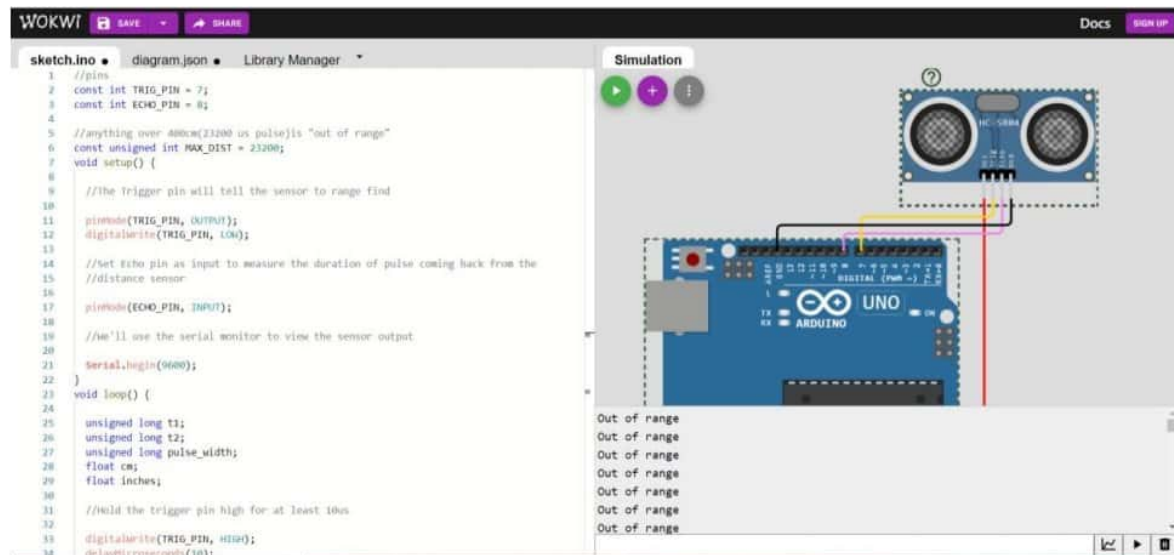 WOKWI SAVE SHARE Docs SIGN UP
sketch.ino ● diagram.json ● Library Manager
Simulation
1 //pins
2 const int TRIG_PIN = 7;
3 const int ECHO_PIN = 8;
4
5 //anything over 400cm(23200 us pulse)is "out of range"
6 const unsigned int MAX_DIST = 23200;
7 void setup() {
8
9 //The Trigger pin will tell the sensor to range find
10
11 pinMode(TRIG_PIN, OUTPUT);
12 digitalWrite(TRIG_PIN, LOW);
13
14 //Set Echo pin as input to measure the duration of pulse coming back from the
15 //distance sensor
16
17 pinMode(ECHO_PIN, INPUT);
18
19 //We'll use the serial monitor to view the sensor output
20
21 Serial.begin(9600);
22 }
23 void loop() {
24
25 unsigned long t1;
26 unsigned long t2;
27 unsigned long pulse_width;
28 float cm;
29 float inches;
30
31 //Hold the trigger pin high for at least 10us
32
33 digitalWrite(TRIG_PIN, HIGH);
34 delayMicroseconds(10);
?
HC-SR04
AREF
GND
DIGITAL (PWM ~)
L
TX
RX
UNO
ARDUINO
ON
Out of range
Out of range
Out of range
Out of range
Out of range
Out of range
Out of range